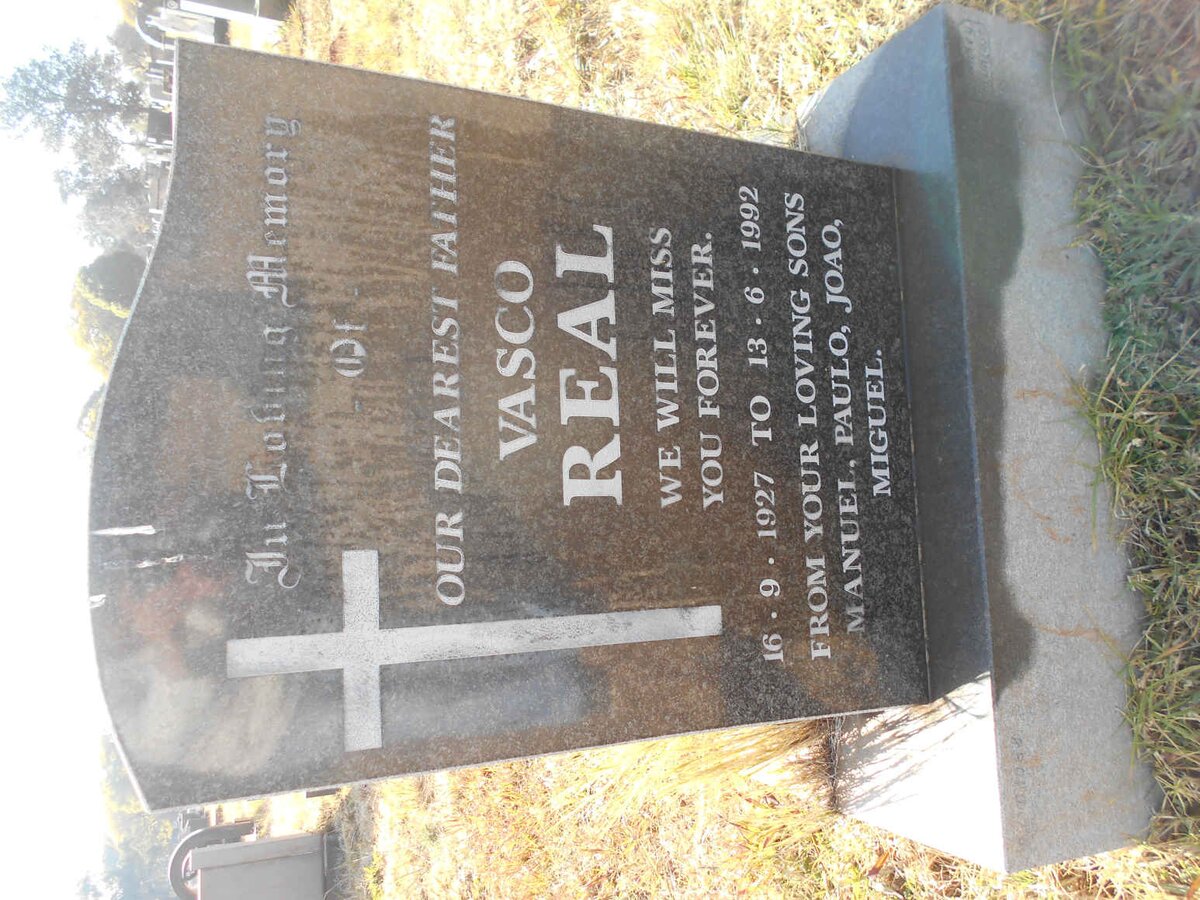 In Loving Memory
Of
OUR DEAREST FATHER
VASCO
REAL
WE WILL MISS
YOU FOREVER.
16 · 9 · 1927 TO 13 · 6 · 1992
FROM YOUR LOVING SONS
MANUEL, PAULO, JOAO,
MIGUEL.